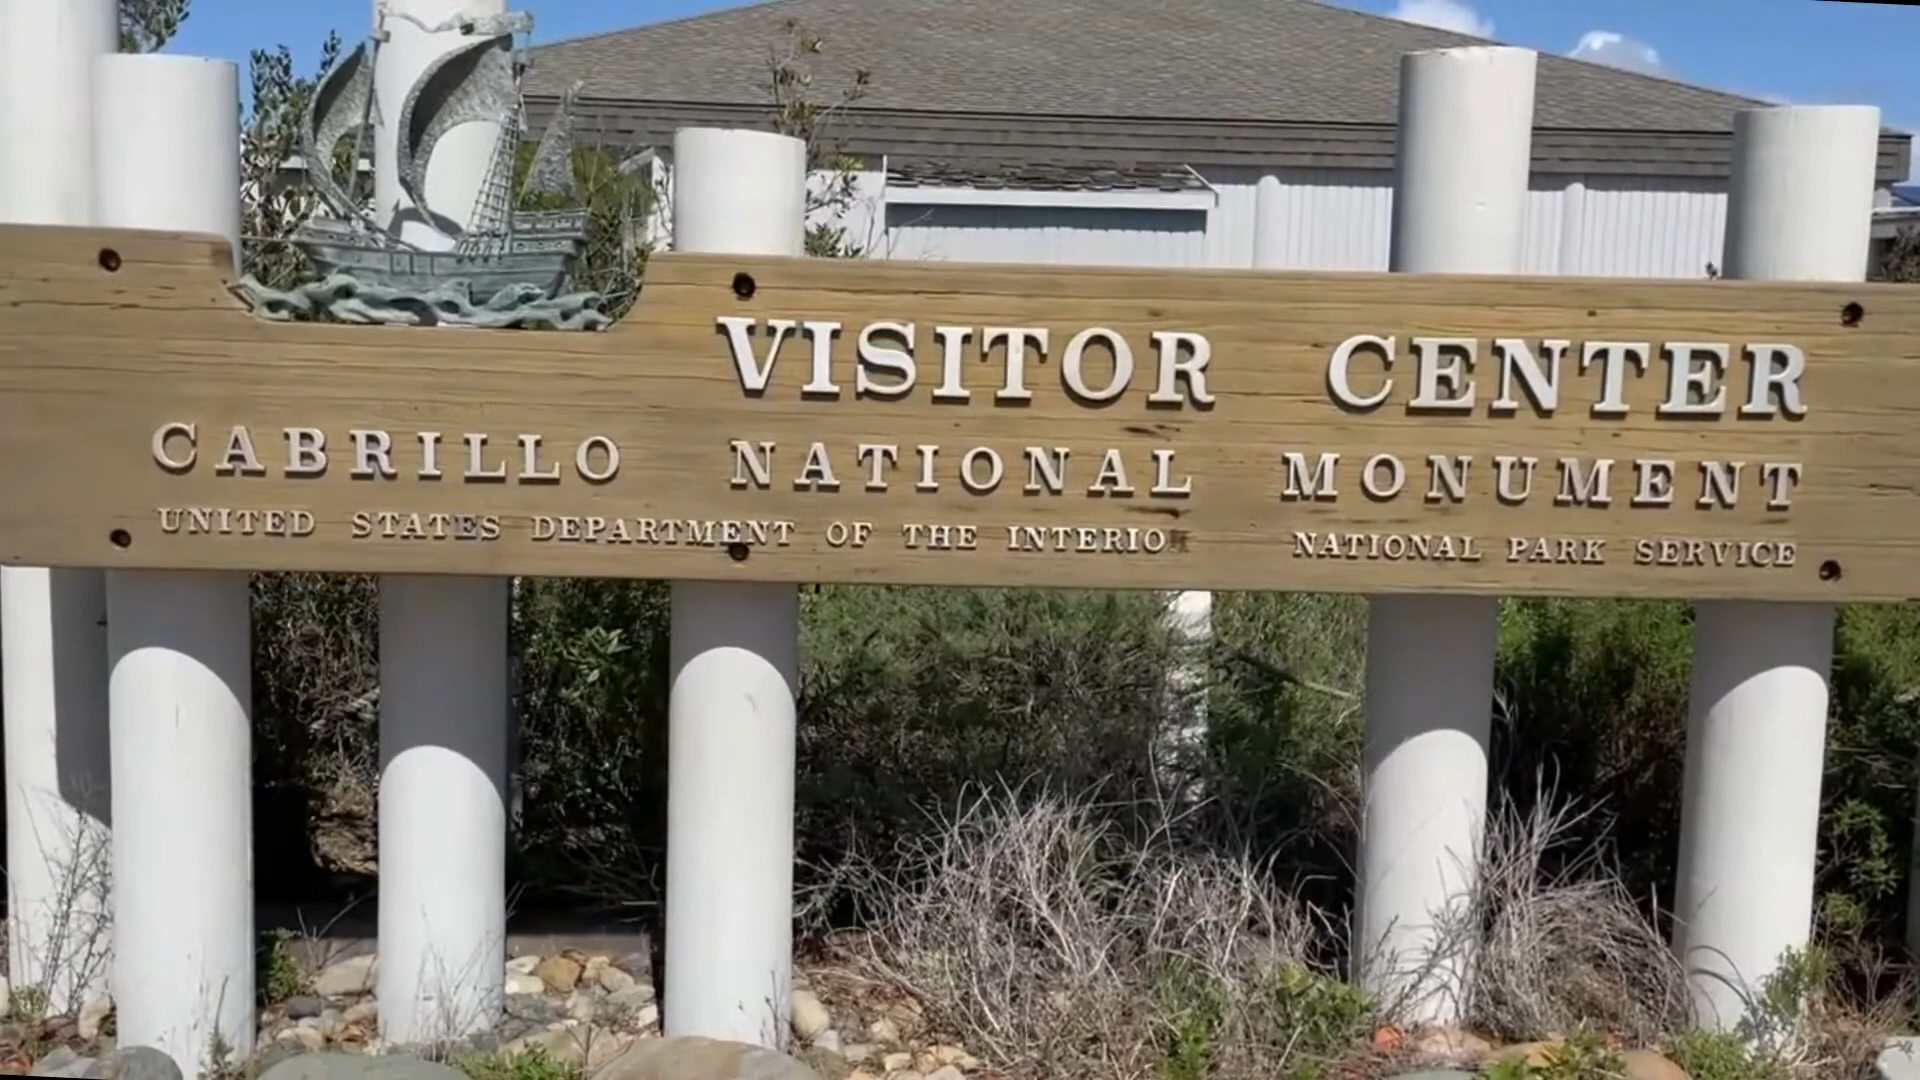 VISITOR CENTER
CABRILLO NATIONAL MONUMENT
UNITED STATES DEPARTMENT OF THE INTERIO NATIONAL PARK SERVICE